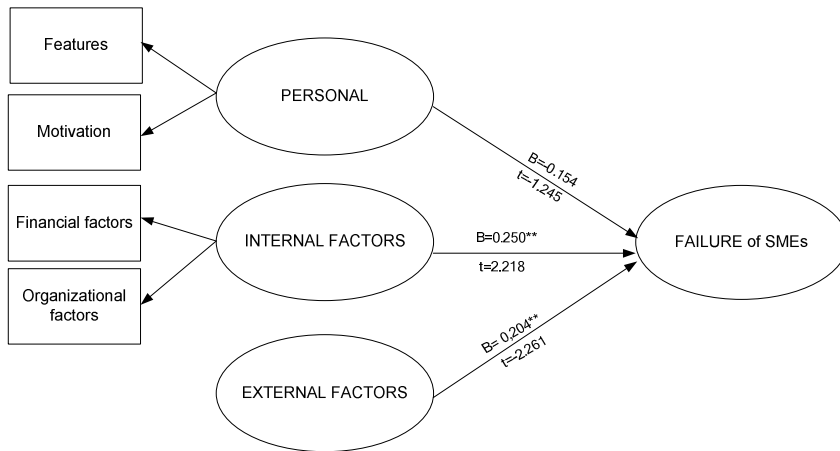 Features
Motivation
Financial factors
Organizational
factors
PERSONAL
INTERNAL FACTORS
EXTERNAL FACTORS
B=-0.154
t=-1.245
B=0.250**
t=2.218
B= 0,204**
t=-2.261
FAILURE of SMEs